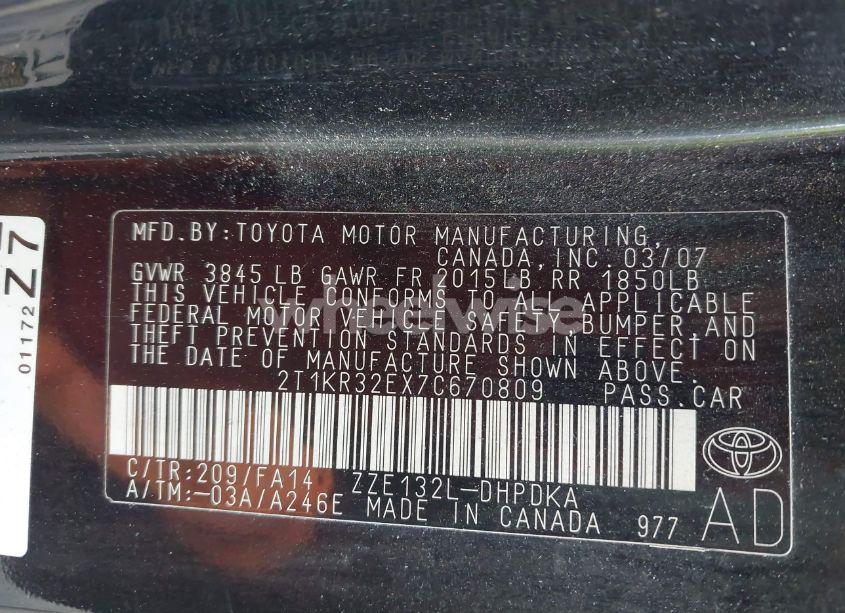 MFD.BY:TOYOTA MOTOR MANUFACTURING,
CANADA,INC.03/07
GVWR 3845 LB GAWR FR 2015LB RR 1850LB
THIS VEHICLE CONFORMS TO ALL APPLICABLE
FEDERAL MOTOR VEHICLE SAFETY BUMPER,AND
THEFT PREVENTION STANDARDS IN EFFECT ON
THE DATE OF MANUFACTURE SHOWN ABOVE.
2T1KR32EX7C670809 PASS.CAR
C/TR:209/FA14 ZZE132L-DHPDKA
A/TM:-03A/A246E MADE IN CANADA 977 AD
Z7
01172
wheelwise